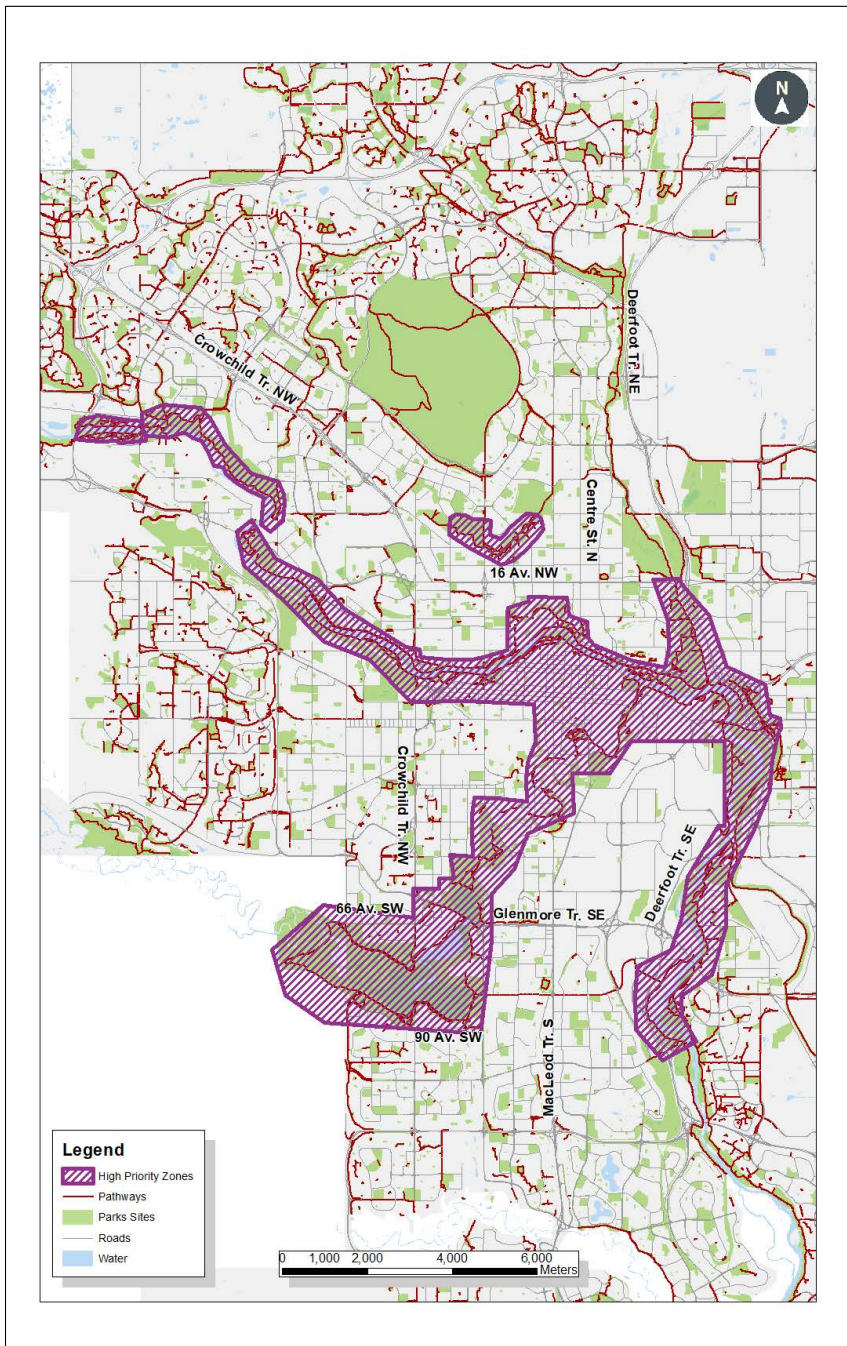 N
Deerfoot Tr. NE
Crowchild Tr. NW
Centre St. N
16 Av. NW
Crowchild Tr. NW
Deerfoot Tr. SE
66 Av. SW
Glenmore Tr. SE
90 Av. SW
MacLeod Tr. S
Legend
High Priority Zones
Pathways
Parks Sites
Roads
Water
0 1,000 2,000 4,000 6,000
Meters